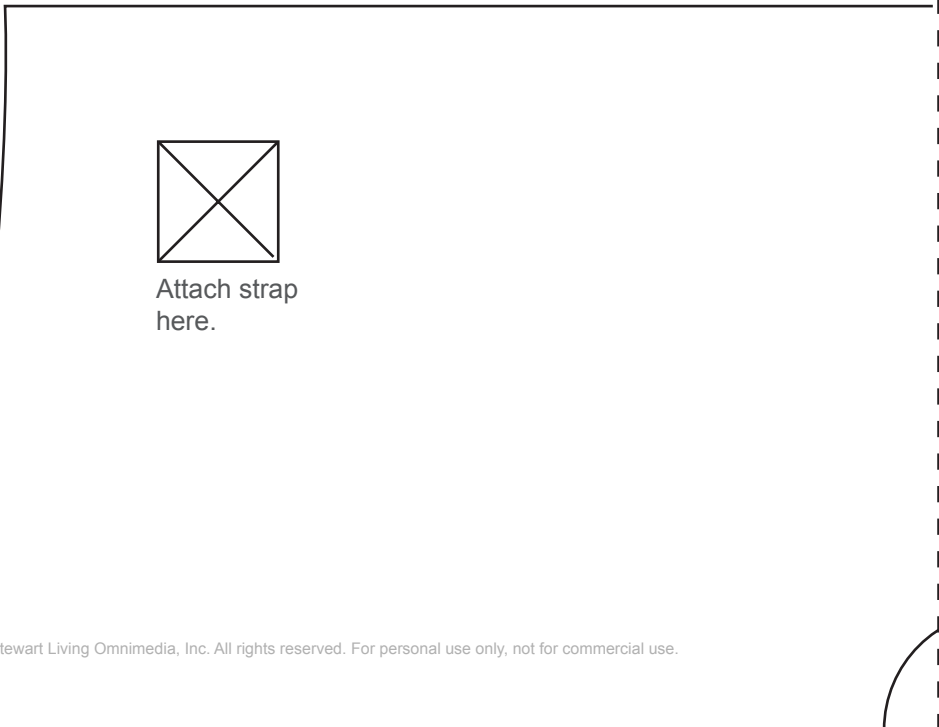 Attach strap
here.
tewart Living Omnimedia, Inc. All rights reserved. For personal use only, not for commercial use.